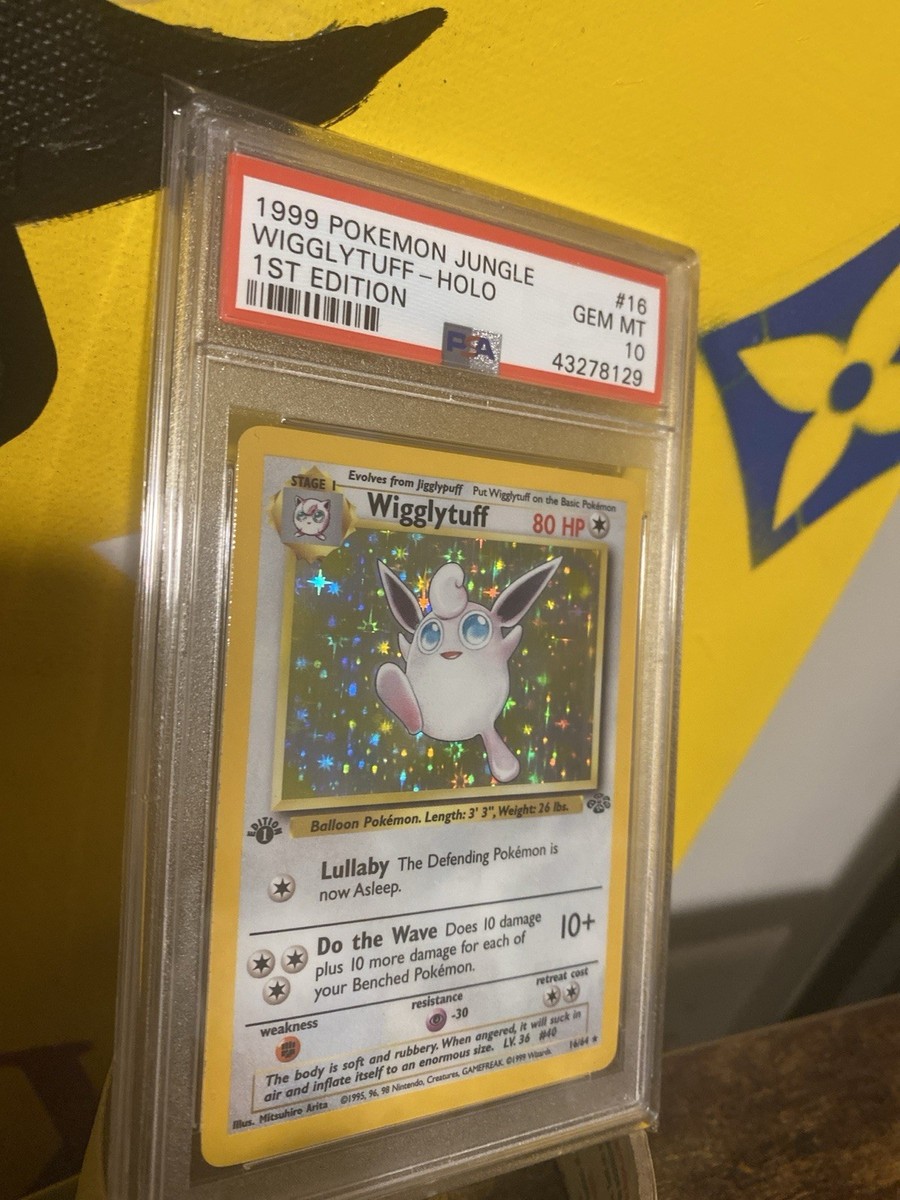 1999 POKEMON JUNGLE
WIGGLYTUFF-HOLO
1ST EDITION
#16
GEM MT
10
43278129
PSA
STAGE 1
Evolves from Jigglypuff
Put Wigglytuff on the Basic Pokémon
Wigglytuff
80 HP
Balloon Pokémon. Length: 3' 3", Weight: 26 lbs.
EDITION
1
Lullaby The Defending Pokémon is
now Asleep.
Do the Wave Does 10 damage
plus 10 more damage for each of
your Benched Pokémon.
10+
weakness
resistance
-30
retreat cost
The body is soft and rubbery. When angered, it will suck in
air and inflate itself to an enormous size. LV. 36 #40
Illus. Mitsuhiro Arita
©1995, 96, 98 Nintendo, Creatures, GAMEFREAK. ©1999 Wizards.
16/64 ★